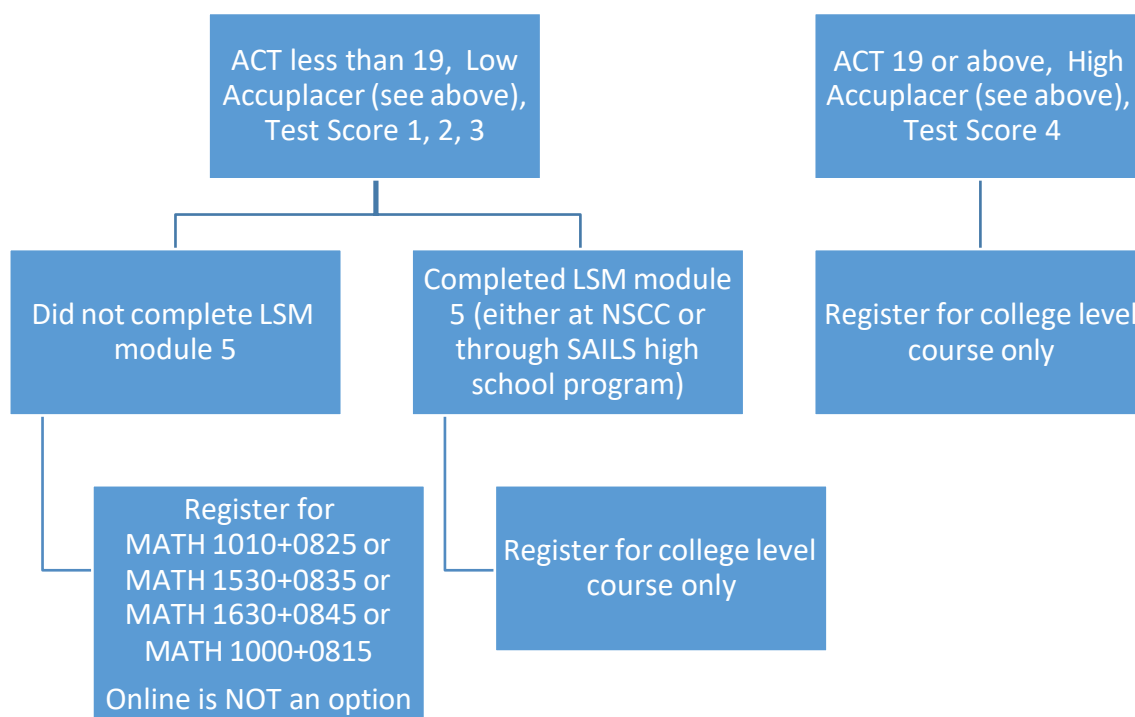 ACT less than 19, Low
Accuplacer (see above),
Test Score 1, 2, 3
ACT 19 or above, High
Accuplacer (see above),
Test Score 4
Did not complete LSM
module 5
Completed LSM module
5 (either at NSCC or
through SAILS high
school program)
Register for college level
course only
Register for
MATH 1010+0825 or
MATH 1530+0835 or
MATH 1630+0845 or
MATH 1000+0815
Online is NOT an option
Register for college level
course only